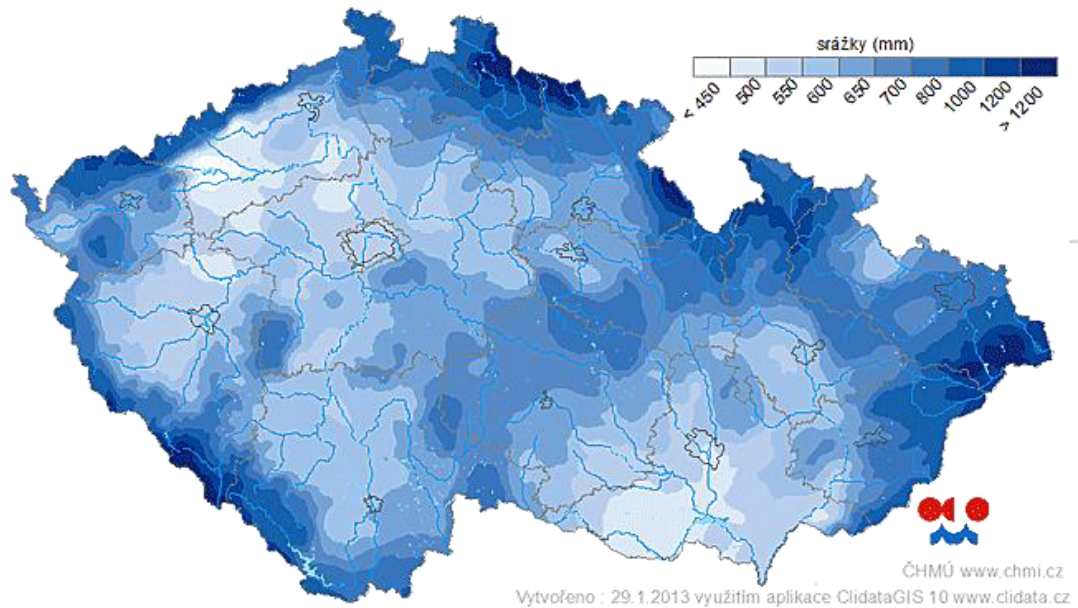 srážky (mm)
< 450 500 550 600 650 700 800 1000 1200 > 1200
ČHMÚ www.chmi.cz
Vytvořeno : 29.1.2013 využitím aplikace ClidataGIS 10 www.clidata.cz